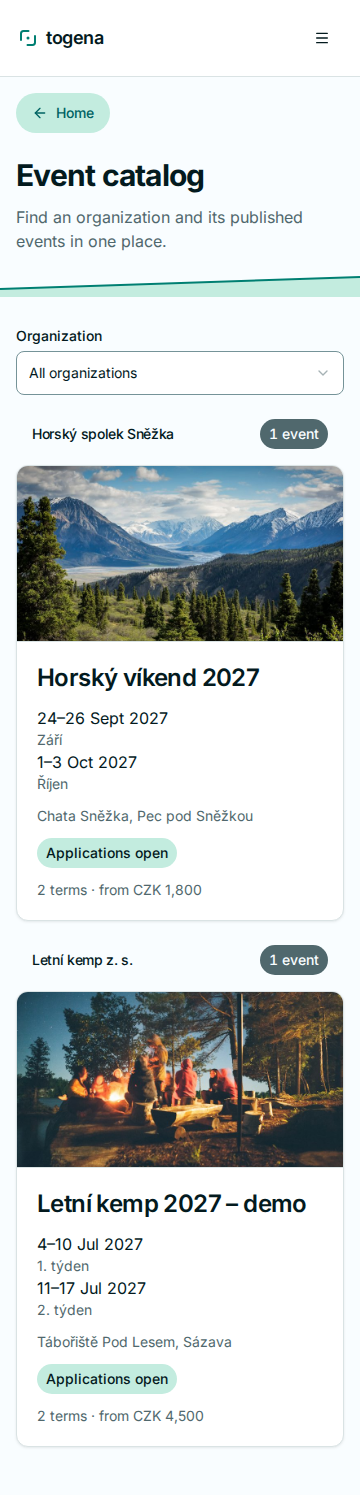 togena
Home
Event catalog
Find an organization and its published
events in one place.
Organization
All organizations
Horský spolek Sněžka
1 event
Horský víkend 2027
24–26 Sept 2027
Září
1–3 Oct 2027
Říjen
Chata Sněžka, Pec pod Sněžkou
Applications open
2 terms · from CZK 1,800
Letní kemp z. s.
1 event
Letní kemp 2027 – demo
4–10 Jul 2027
1. týden
11–17 Jul 2027
2. týden
Tábořiště Pod Lesem, Sázava
Applications open
2 terms · from CZK 4,500